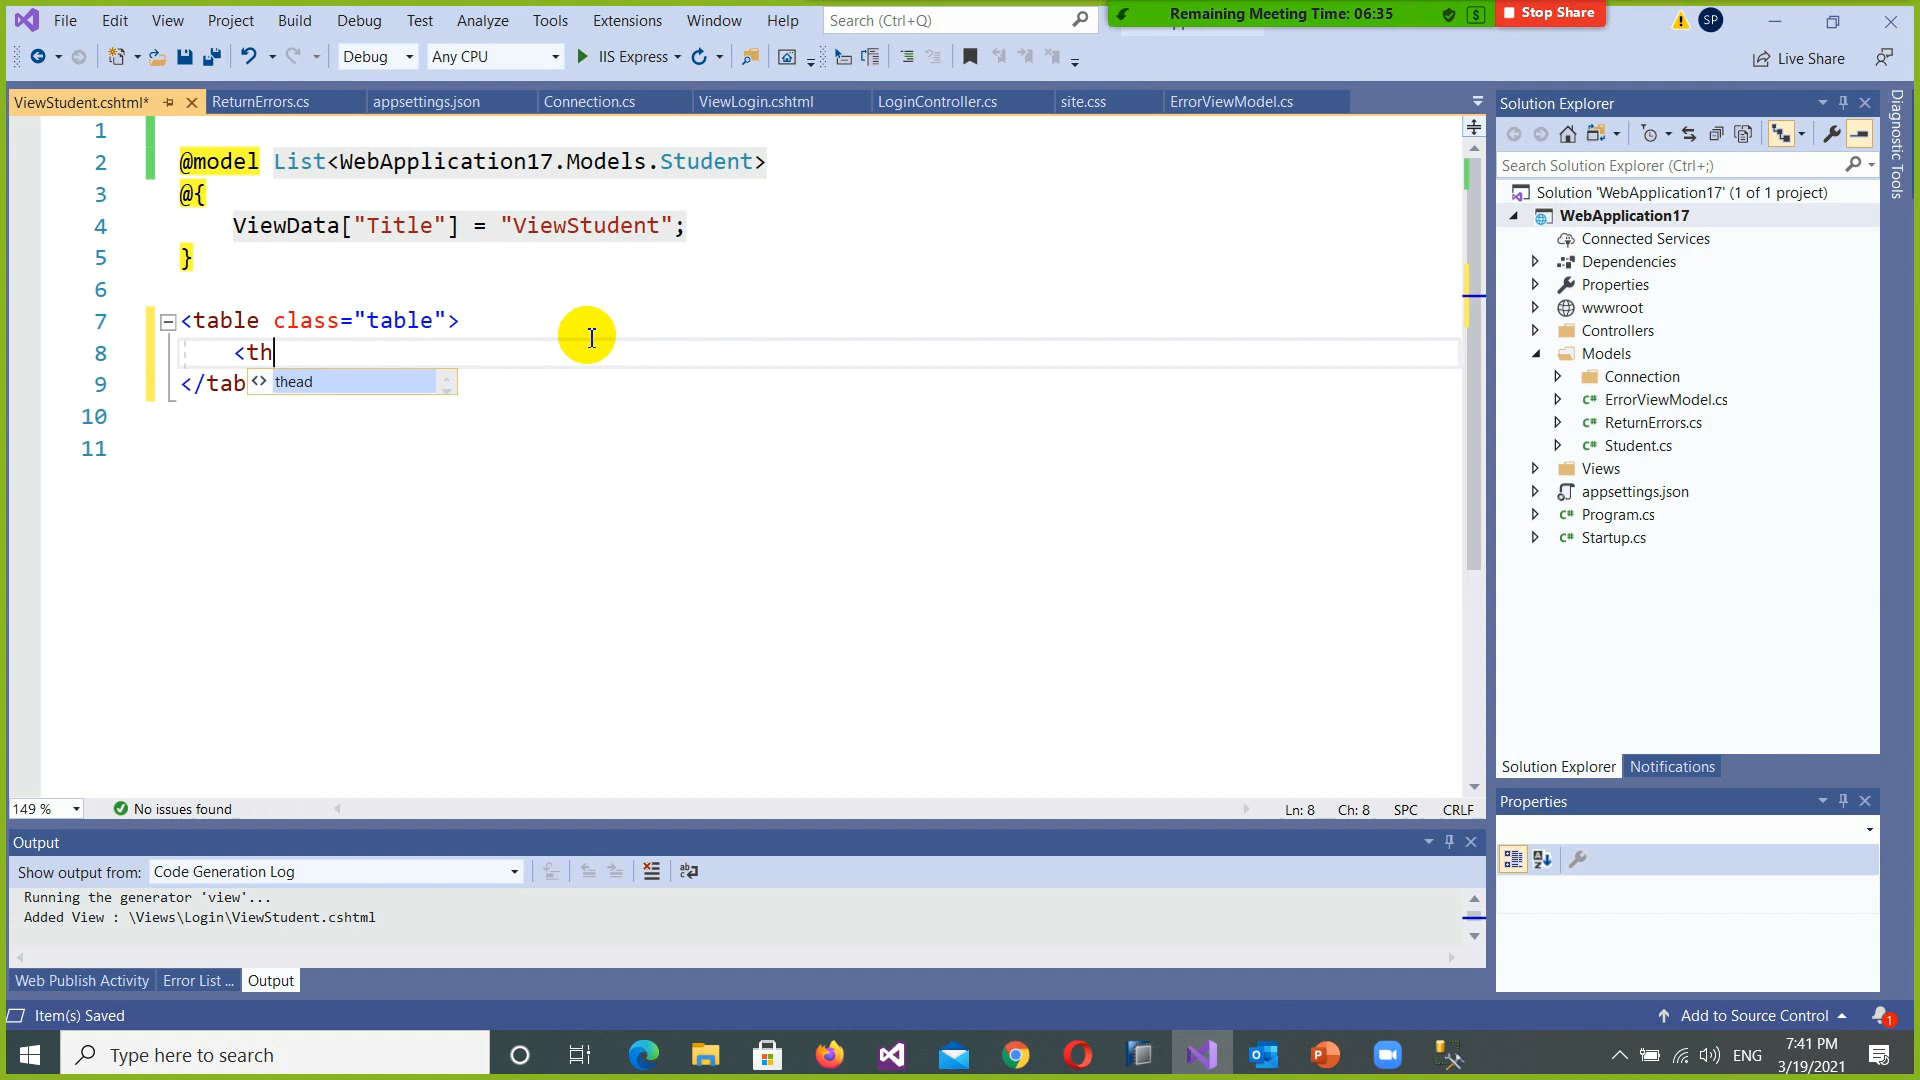 File Edit View Project Build Debug Test Analyze Tools Extensions Window Help Search (Ctrl+Q) Remaining Meeting Time: 06:35 $ Stop Share SP
Debug Any CPU IIS Express Live Share
ViewStudent.cshtml* ReturnErrors.cs appsettings.json Connection.cs ViewLogin.cshtml LoginController.cs site.css ErrorViewModel.cs
1
2 @model List<WebApplication17.Models.Student>
3 @{
4 ViewData["Title"] = "ViewStudent";
5 }
6
7 <table class="table">
8 <th
9 </tab
<> thead
10
11
149 % No issues found Ln: 8 Ch: 8 SPC CRLF
Output
Show output from: Code Generation Log
Running the generator 'view'...
Added View : \Views\Login\ViewStudent.cshtml
Web Publish Activity Error List ... Output
Solution Explorer
Search Solution Explorer (Ctrl+;)
Solution 'WebApplication17' (1 of 1 project)
WebApplication17
Connected Services
Dependencies
Properties
wwwroot
Controllers
Models
Connection
C# ErrorViewModel.cs
C# ReturnErrors.cs
C# Student.cs
Views
appsettings.json
C# Program.cs
C# Startup.cs
Solution Explorer Notifications
Properties
Diagnostic Tools
Item(s) Saved Add to Source Control 1
Type here to search ENG 7:41 PM
3/19/2021